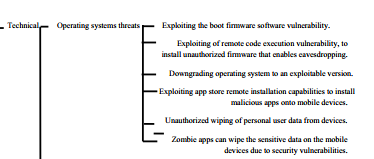 Technical Operating systems threats Exploiting the boot firmware software vulnerability.
Exploiting of remote code execution vulnerability, to
install unauthorized firmware that enables eavesdropping.
Downgrading operating system to an exploitable version.
Exploiting app store remote installation capabilities to install
malicious apps onto mobile devices.
Unauthorized wiping of personal user data from devices.
Zombie apps can wipe the sensitive data on the mobile
devices due to security vulnerabilities.